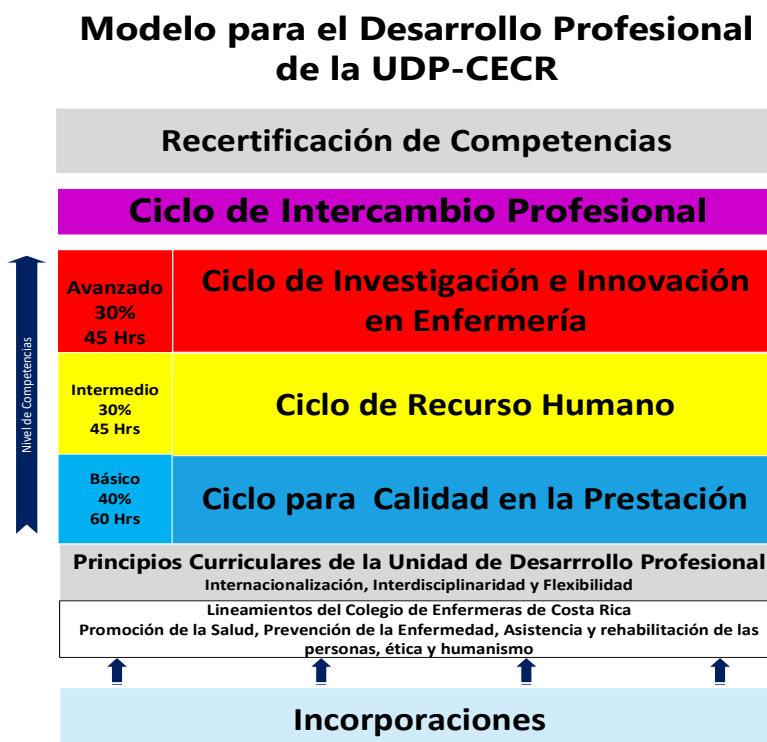 Modelo para el Desarrollo Profesional
de la UDP-CECR
Recertificación de Competencias
Ciclo de Intercambio Profesional
Nivel de Competencias
Avanzado
30%
45 Hrs
Ciclo de Investigación e Innovación
en Enfermería
Intermedio
30%
45 Hrs
Ciclo de Recurso Humano
Básico
40%
60 Hrs
Ciclo para Calidad en la Prestación
Principios Curriculares de la Unidad de Desarrrollo Profesional
Internacionalización, Interdisciplinaridad y Flexibilidad
Lineamientos del Colegio de Enfermeras de Costa Rica
Promoción de la Salud, Prevención de la Enfermedad, Asistencia y rehabilitación de las
personas, ética y humanismo
Incorporaciones